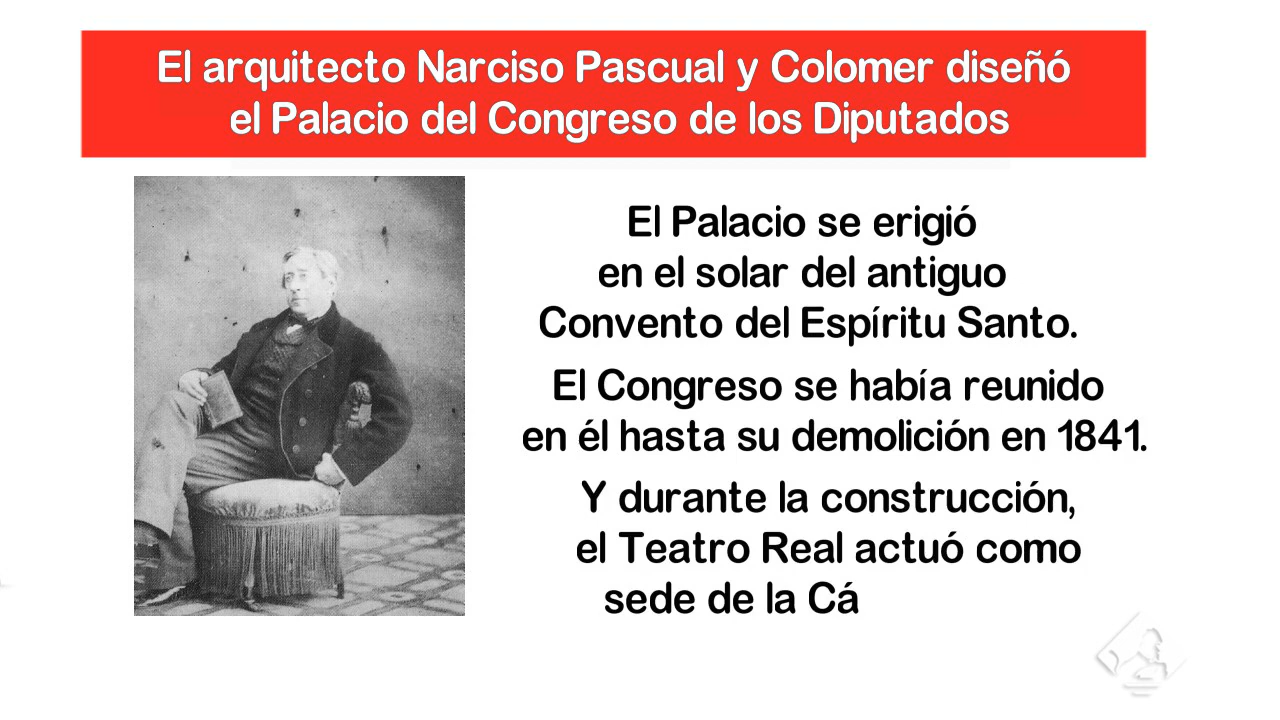 El arquitecto Narciso Pascual y Colomer diseñó
el Palacio del Congreso de los Diputados
El Palacio se erigió
en el solar del antiguo
Convento del Espíritu Santo.
El Congreso se había reunido
en él hasta su demolición en 1841.
Y durante la construcción,
el Teatro Real actuó como
sede de la Cá